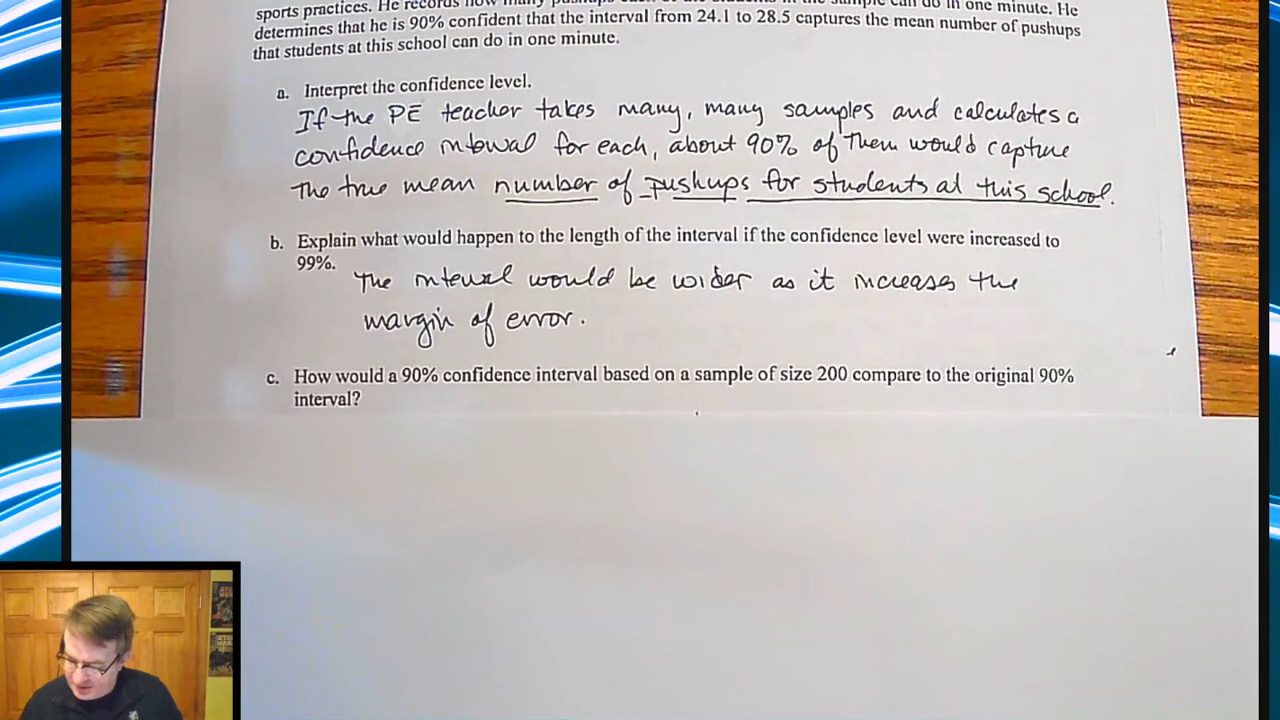 sports practices. He records how many pushups each of the students in the sample can do in one minute. He
determines that he is 90% confident that the interval from 24.1 to 28.5 captures the mean number of pushups
that students at this school can do in one minute.
a. Interpret the confidence level.
If the PE teacher takes many, many samples and calculates a
confidence interval for each, about 90% of them would capture
the true mean number of pushups for students at this school.
b. Explain what would happen to the length of the interval if the confidence level were increased to
99%.
The interval would be wider as it increases the
margin of error.
c. How would a 90% confidence interval based on a sample of size 200 compare to the original 90%
interval?